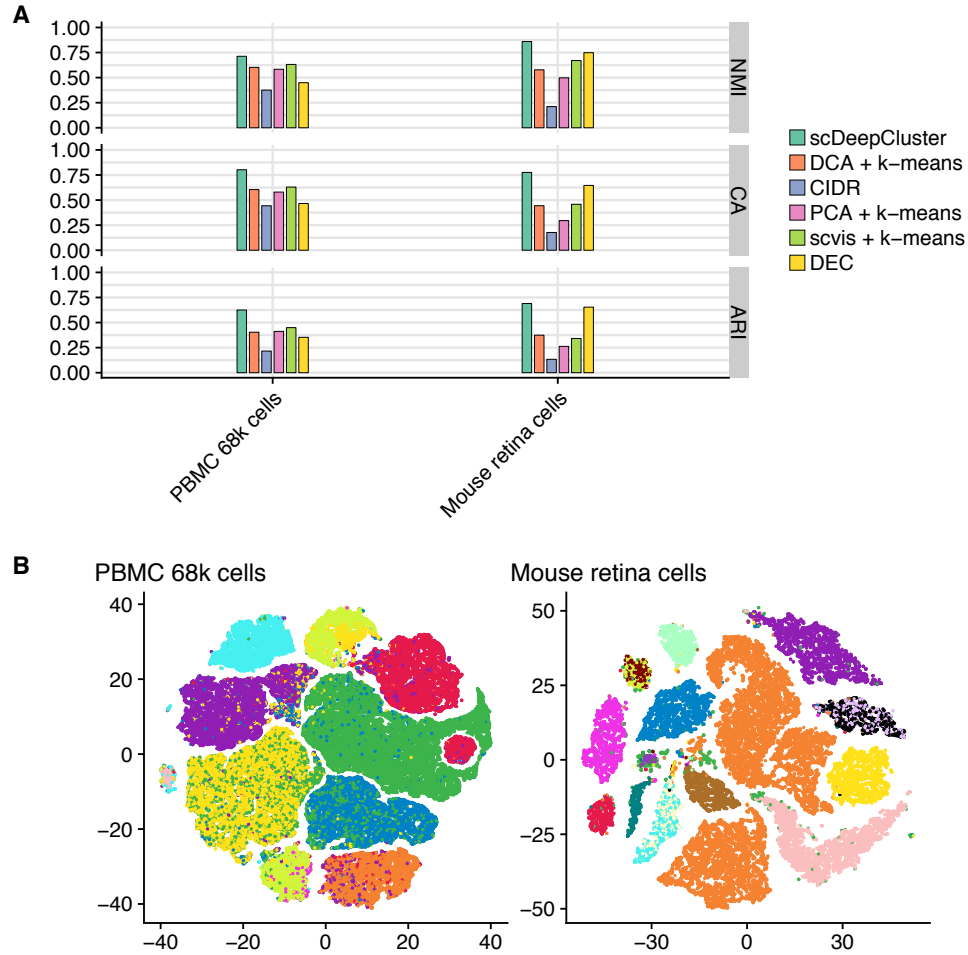 A
1.00
0.75
0.50
0.25
0.00
NMI
1.00
0.75
0.50
0.25
0.00
CA
1.00
0.75
0.50
0.25
0.00
ARI
PBMC 68k cells
Mouse retina cells
scDeepCluster
DCA + k−means
CIDR
PCA + k−means
scvis + k−means
DEC
B
PBMC 68k cells
40
20
0
−20
−40
−40 −20 0 20 40
Mouse retina cells
50
25
0
−25
−50
−30 0 30